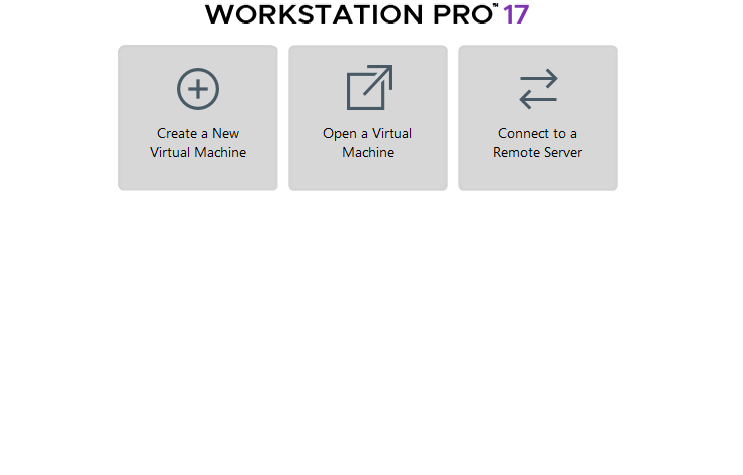 WORKSTATION PRO™ 17
Create a New
Virtual Machine
Open a Virtual
Machine
Connect to a
Remote Server